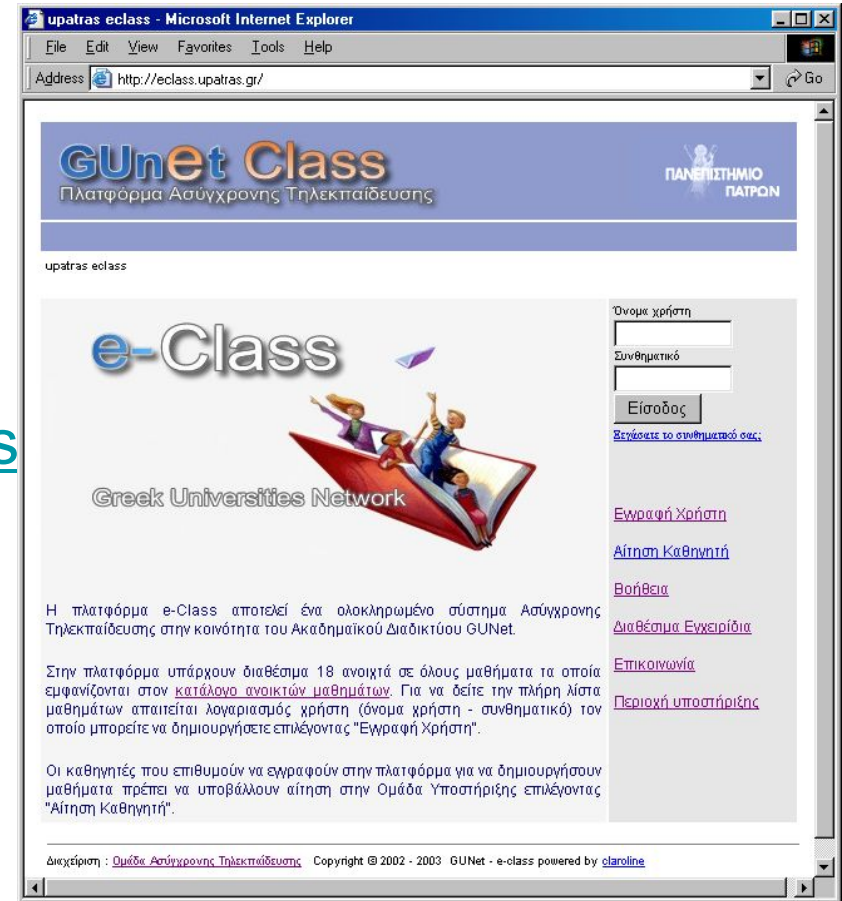 upatras eclass - Microsoft Internet Explorer
File Edit View Favorites Tools Help
Address http://eclass.upatras.gr/ Go
GUnet Class
Πλατφόρμα Ασύγχρονης Τηλεκπαίδευσης
ΠΑΝΕΠΙΣΤΗΜΙΟ
ΠΑΤΡΩΝ
upatras eclass
e-Class
Greek Universities Network
Η πλατφόρμα e-Class αποτελεί ένα ολοκληρωμένο σύστημα Ασύγχρονης
Τηλεκπαίδευσης στην κοινότητα του Ακαδημαϊκού Διαδικτύου GUNet.
Στην πλατφόρμα υπάρχουν διαθέσιμα 18 ανοιχτά σε όλους μαθήματα τα οποία
εμφανίζονται στον κατάλογο ανοικτών μαθημάτων. Για να δείτε την πλήρη λίστα
μαθημάτων απαιτείται λογαριασμός χρήστη (όνομα χρήστη - συνθηματικό) τον
οποίο μπορείτε να δημιουργήσετε επιλέγοντας "Εγγραφή Χρήστη".
Οι καθηγητές που επιθυμούν να εγγραφούν στην πλατφόρμα για να δημιουργήσουν
μαθήματα πρέπει να υποβάλλουν αίτηση στην Ομάδα Υποστήριξης επιλέγοντας
"Αίτηση Καθηγητή".
Όνομα χρήστη
Συνθηματικό
Είσοδος
Ξεχάσατε το συνθηματικό σας;
Εγγραφή Χρήστη
Αίτηση Καθηγητή
Βοήθεια
Διαθέσιμα Εγχειρίδια
Επικοινωνία
Περιοχή υποστήριξης
Διαχείριση : Ομάδα Ασύγχρονης Τηλεκπαίδευσης Copyright © 2002 - 2003 GUNet - e-class powered by claroline
s